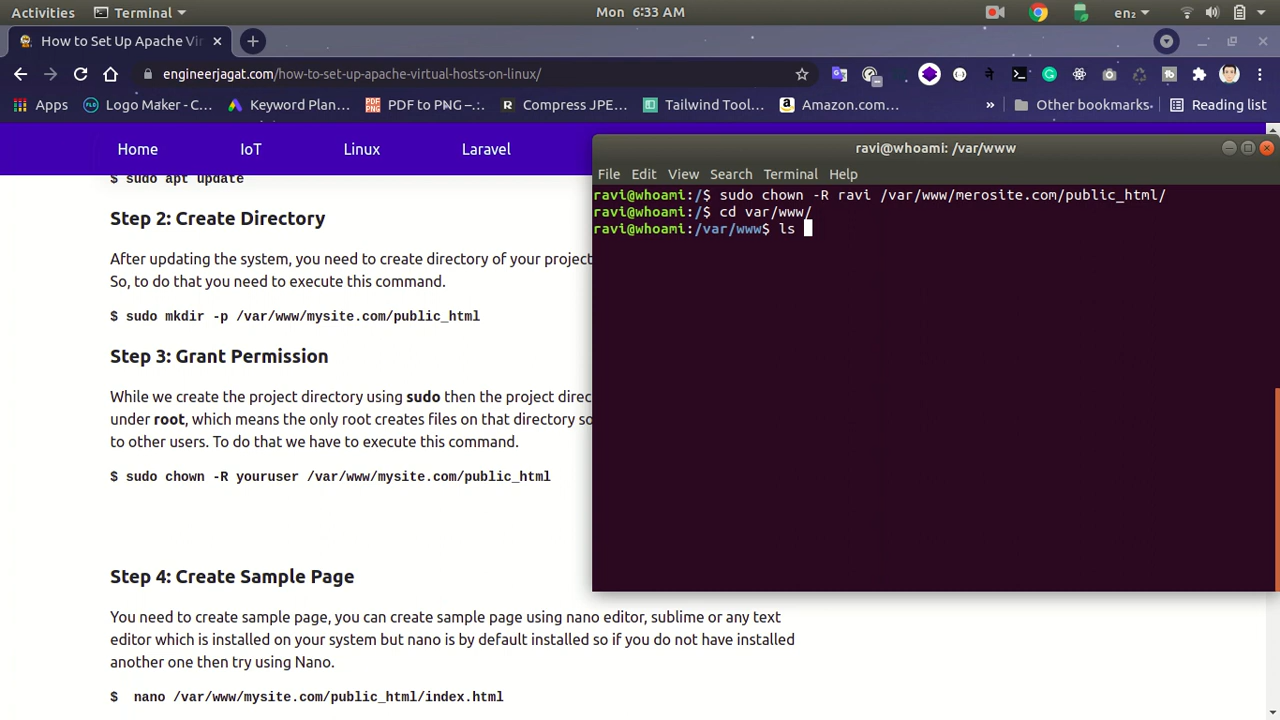 Activities Terminal Mon 6:33 AM en₂
How to Set Up Apache Vir
engineerjagat.com/how-to-set-up-apache-virtual-hosts-on-linux/
Apps Logo Maker - C... Keyword Plan... PDF to PNG –... Compress JPE... Tailwind Tool... Amazon.com... » Other bookmarks Reading list
Home IoT Linux Laravel
$ sudo apt update
Step 2: Create Directory
After updating the system, you need to create directory of your project
So, to do that you need to execute this command.
$ sudo mkdir -p /var/www/mysite.com/public_html
Step 3: Grant Permission
While we create the project directory using sudo then the project direc
under root, which means the only root creates files on that directory so
to other users. To do that we have to execute this command.
$ sudo chown -R youruser /var/www/mysite.com/public_html
Step 4: Create Sample Page
You need to create sample page, you can create sample page using nano editor, sublime or any text
editor which is installed on your system but nano is by default installed so if you do not have installed
another one then try using Nano.
$ nano /var/www/mysite.com/public_html/index.html
ravi@whoami: /var/www
File Edit View Search Terminal Help
ravi@whoami:/$ sudo chown -R ravi /var/www/merosite.com/public_html/
ravi@whoami:/$ cd var/www/
ravi@whoami:/var/www$ ls